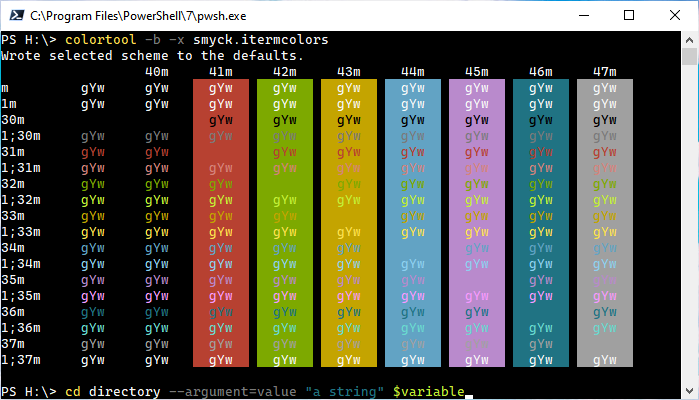 C:\Program Files\PowerShell\7\pwsh.exe
PS H:\> colortool -b -x smyck.itermcolors
Wrote selected scheme to the defaults.
40m 41m 42m 43m 44m 45m 46m 47m
m gYw gYw gYw gYw gYw gYw gYw gYw gYw
1m gYw gYw gYw gYw gYw gYw gYw gYw gYw
30m gYw gYw gYw gYw gYw gYw gYw
1;30m gYw gYw gYw gYw gYw gYw gYw gYw gYw
31m gYw gYw gYw gYw gYw gYw gYw gYw
1;31m gYw gYw gYw gYw gYw gYw gYw gYw gYw
32m gYw gYw gYw gYw gYw gYw gYw gYw
1;32m gYw gYw gYw gYw gYw gYw gYw gYw gYw
33m gYw gYw gYw gYw gYw gYw gYw gYw
1;33m gYw gYw gYw gYw gYw gYw gYw gYw gYw
34m gYw gYw gYw gYw gYw gYw gYw gYw
1;34m gYw gYw gYw gYw gYw gYw gYw gYw gYw
35m gYw gYw gYw gYw gYw gYw gYw gYw
1;35m gYw gYw gYw gYw gYw gYw gYw gYw gYw
36m gYw gYw gYw gYw gYw gYw gYw gYw
1;36m gYw gYw gYw gYw gYw gYw gYw gYw gYw
37m gYw gYw gYw gYw gYw gYw gYw gYw
1;37m gYw gYw gYw gYw gYw gYw gYw gYw gYw
PS H:\> cd directory --argument=value "a string" $variable